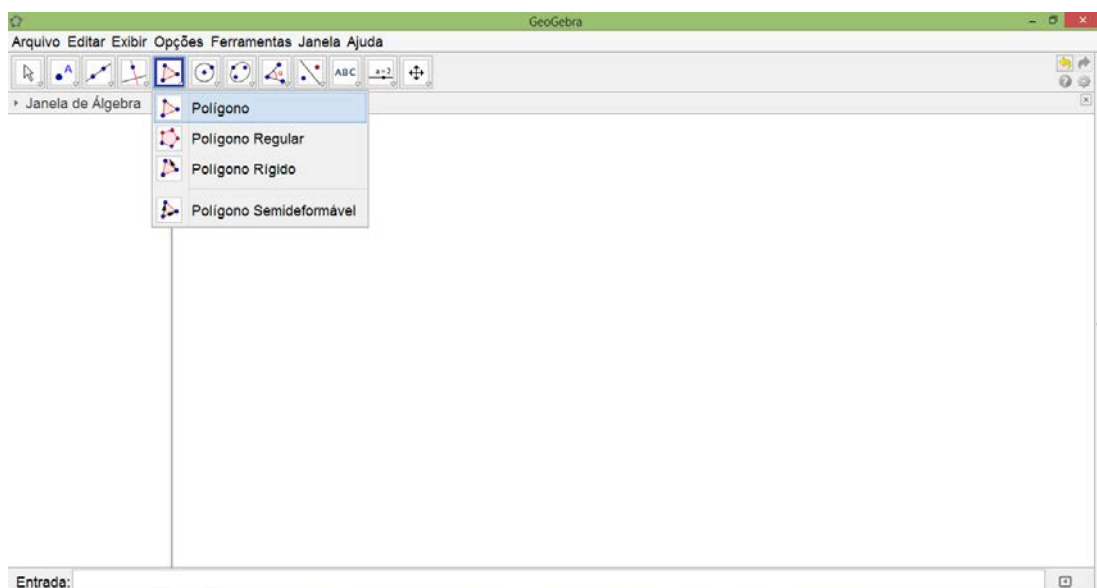 GeoGebra
Arquivo Editar Exibir Opções Ferramentas Janela Ajuda
A ABC a=2
Janela de Álgebra
Polígono
Polígono Regular
Polígono Rígido
Polígono Semideformável
Entrada: